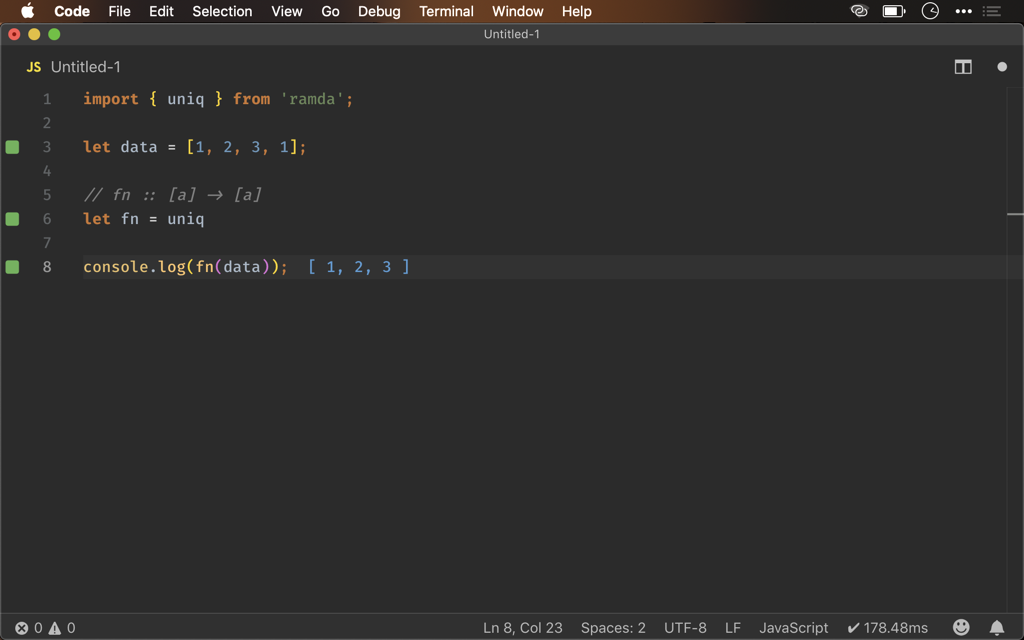 Code File Edit Selection View Go Debug Terminal Window Help
Untitled-1
JS Untitled-1
1 import { uniq } from 'ramda';
2
3 let data = [1, 2, 3, 1];
4
5 // fn :: [a] → [a]
6 let fn = uniq
7
8 console.log(fn(data)); [ 1, 2, 3 ]
0 0 Ln 8, Col 23 Spaces: 2 UTF-8 LF JavaScript ✔ 178.48ms